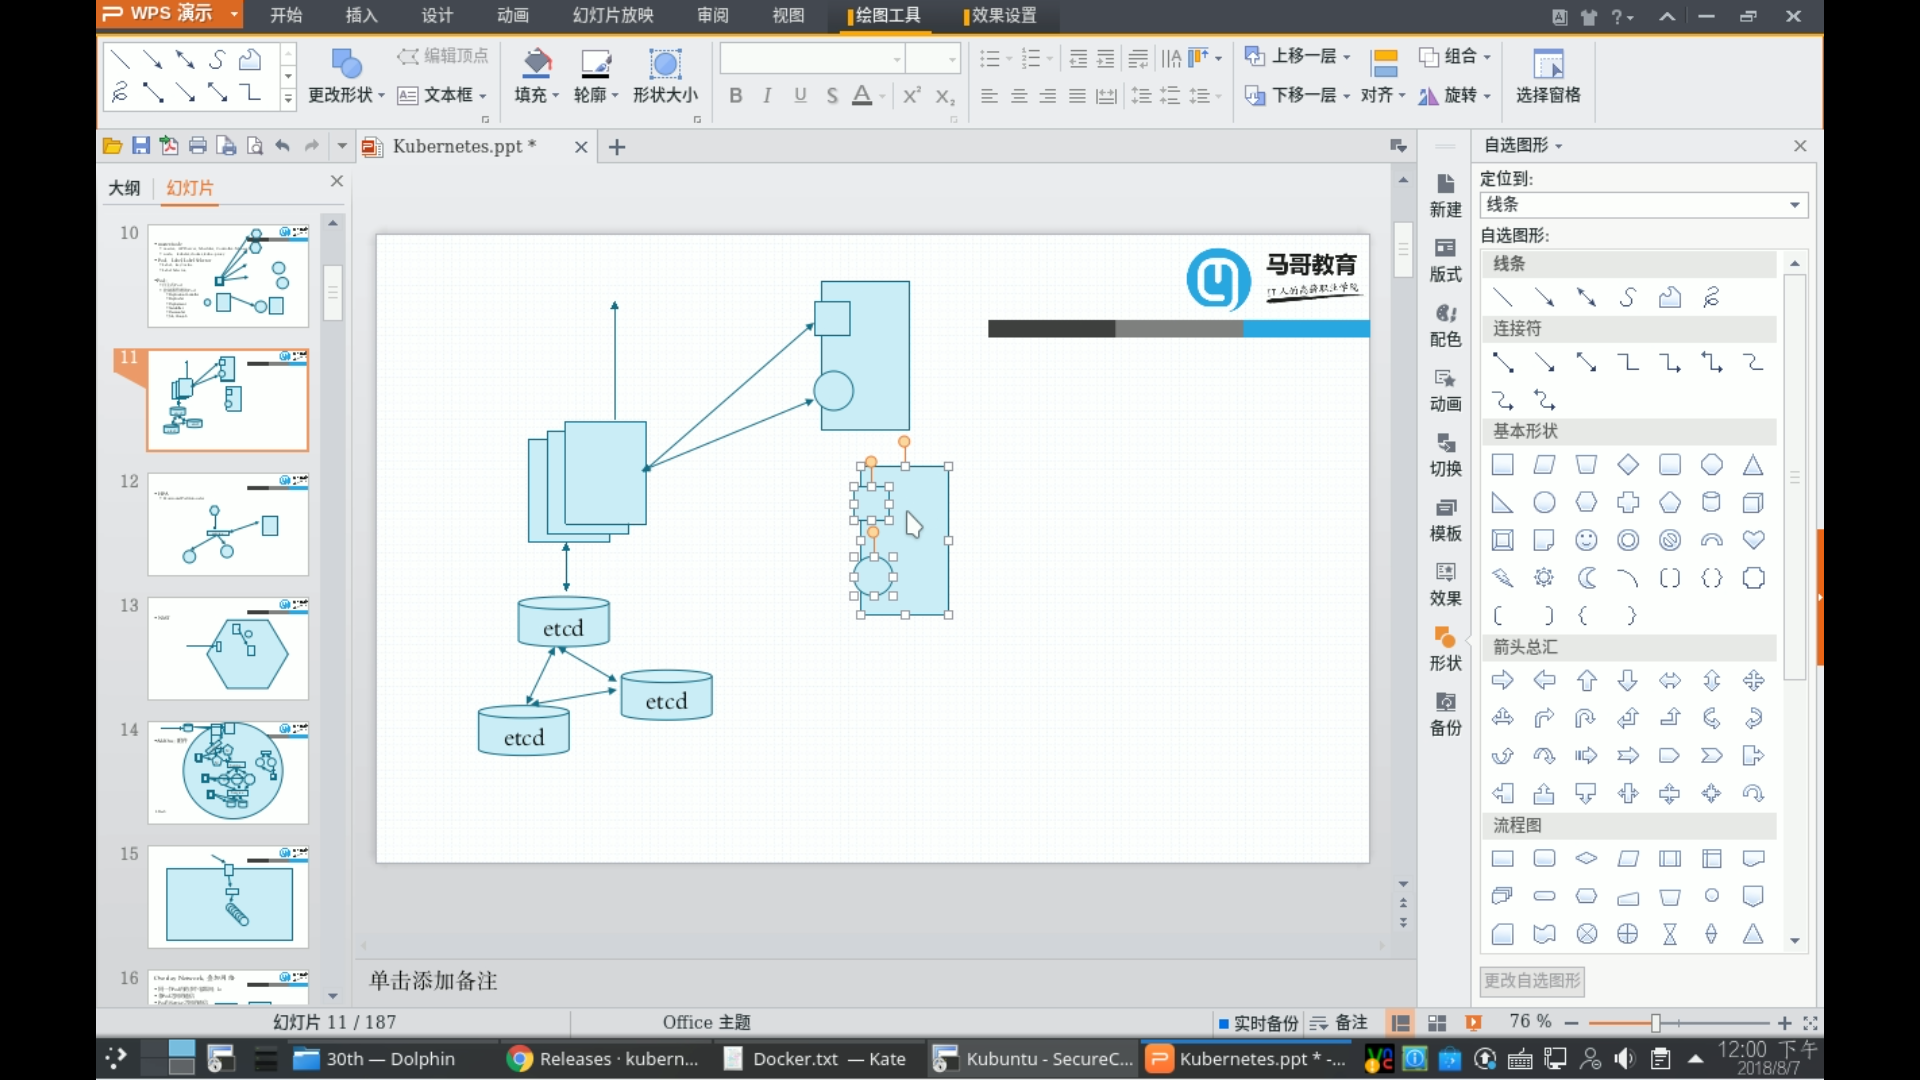 WPS 演示
开始
插入
设计
动画
幻灯片放映
审阅
视图
绘图工具
效果设置
更改形状
编辑顶点
文本框
填充
轮廓
形状大小
B I U S A X² X₂
上移一层
下移一层
对齐
组合
旋转
选择窗格
Kubernetes.ppt *
大纲
幻灯片
10
11
12
13
14
15
16
马哥教育
IT人的高薪职业学院
etcd
etcd
etcd
单击添加备注
新建
版式
配色
动画
切换
模板
效果
形状
备份
自选图形
定位到:
线条
自选图形:
线条
连接符
基本形状
箭头总汇
流程图
更改自选图形
幻灯片 11 / 187
Office 主题
实时备份
备注
76 %
30th — Dolphin
Releases · kubern...
Docker.txt — Kate
Kubuntu - SecureC...
Kubernetes.ppt * -...
12:00 下午
2018/8/7